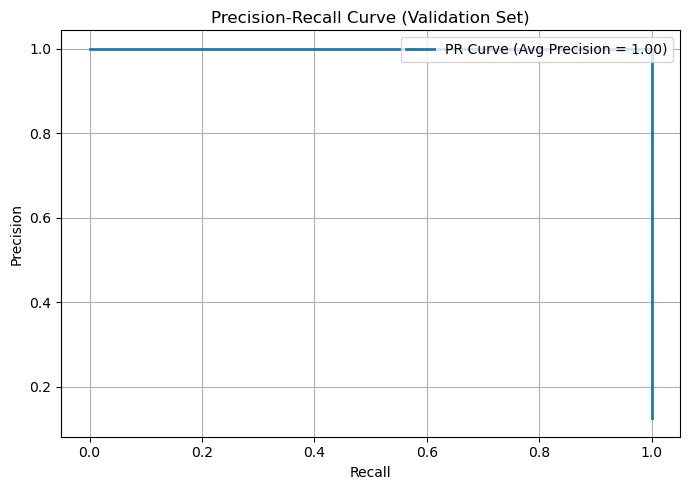 Precision-Recall Curve (Validation Set)
PR Curve (Avg Precision = 1.00)
Precision
1.0
0.8
0.6
0.4
0.2
0.0 0.2 0.4 0.6 0.8 1.0
Recall